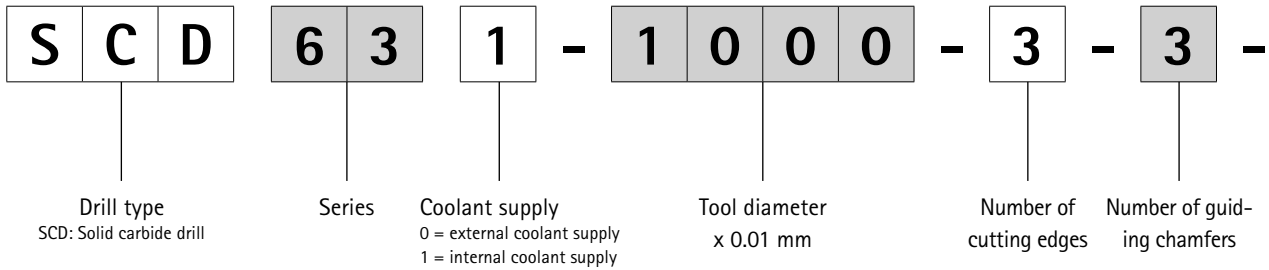 S C D 6 3 1 - 1 0 0 0 - 3 - 3 -
Drill type Series Coolant supply Tool diameter Number of Number of guid-
SCD: Solid carbide drill 0 = external coolant supply x 0.01 mm cutting edges ing chamfers
1 = internal coolant supply